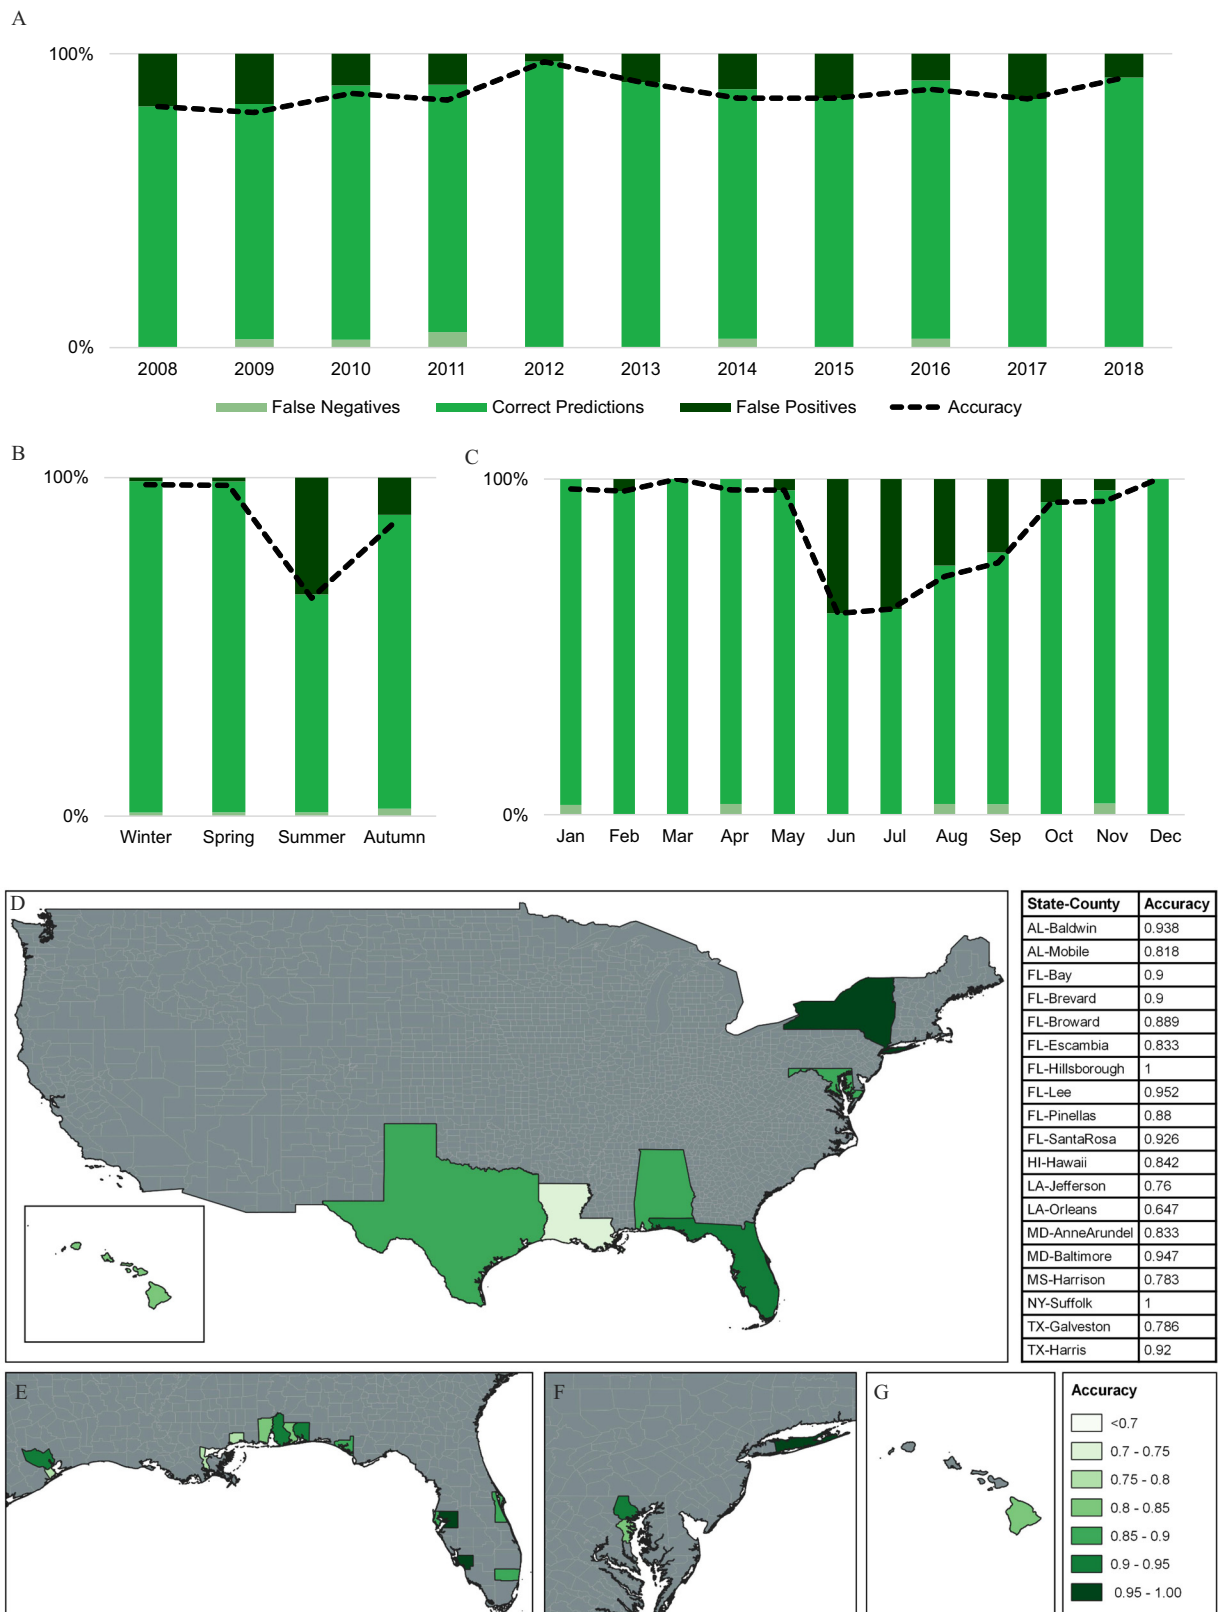 A
100%
0%
2008 2009 2010 2011 2012 2013 2014 2015 2016 2017 2018
False Negatives Correct Predictions False Positives Accuracy
B
100%
0%
Winter Spring Summer Autumn
C
100%
0%
Jan Feb Mar Apr May Jun Jul Aug Sep Oct Nov Dec
D
State-County Accuracy
AL-Baldwin 0.938
AL-Mobile 0.818
FL-Bay 0.9
FL-Brevard 0.9
FL-Broward 0.889
FL-Escambia 0.833
FL-Hillsborough 1
FL-Lee 0.952
FL-Pinellas 0.88
FL-SantaRosa 0.926
HI-Hawaii 0.842
LA-Jefferson 0.76
LA-Orleans 0.647
MD-AnneArundel 0.833
MD-Baltimore 0.947
MS-Harrison 0.783
NY-Suffolk 1
TX-Galveston 0.786
TX-Harris 0.92
E
F
G
Accuracy
<0.7
0.7 - 0.75
0.75 - 0.8
0.8 - 0.85
0.85 - 0.9
0.9 - 0.95
0.95 - 1.00